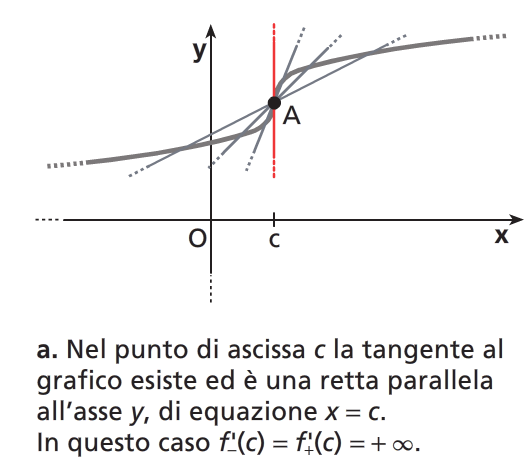 y
A
O
c
x
a. Nel punto di ascissa c la tangente al
grafico esiste ed è una retta parallela
all'asse y, di equazione x = c.
In questo caso f'₋(c) = f'₊(c) = + ∞.